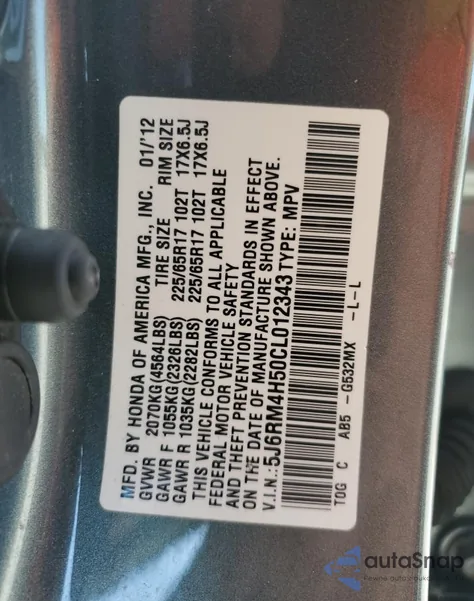 MFD. BY HONDA OF AMERICA MFG., INC. 01/'12
GVWR 2070KG(4564LBS) TIRE SIZE RIM SIZE
GAWR F 1055KG(2326LBS) 225/65R17 102T 17X6.5J
GAWR R 1035KG(2282LBS) 225/65R17 102T 17X6.5J
THIS VEHICLE CONFORMS TO ALL APPLICABLE
FEDERAL MOTOR VEHICLE SAFETY
AND THEFT PREVENTION STANDARDS IN EFFECT
ON THE DATE OF MANUFACTURE SHOWN ABOVE.
V.I.N.:5J6RM4H50CL012343 TYPE: MPV
TOG C AB5 -G532MX -L-L
autoSnap